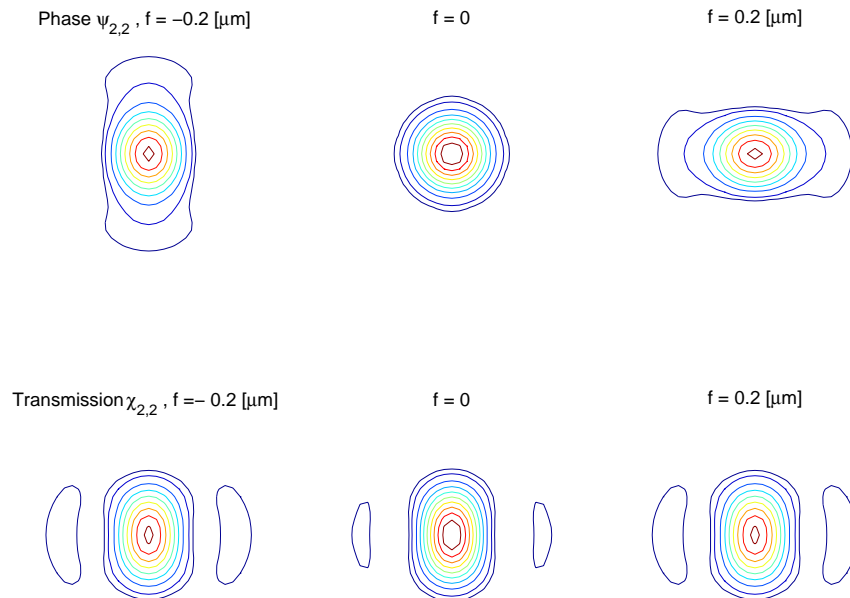 Phase ψ2,2 , f = −0.2 [μm]
f = 0
f = 0.2 [μm]
Transmission χ2,2 , f =− 0.2 [μm]
f = 0
f = 0.2 [μm]